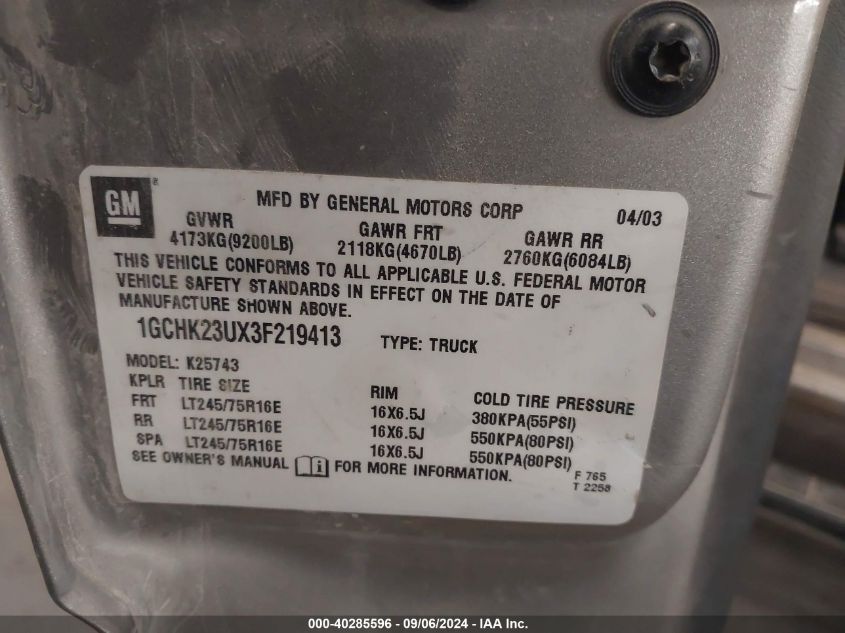 GM ®
MFD BY GENERAL MOTORS CORP 04/03
GVWR GAWR FRT GAWR RR
4173KG(9200LB) 2118KG(4670LB) 2760KG(6084LB)
THIS VEHICLE CONFORMS TO ALL APPLICABLE U.S. FEDERAL MOTOR
VEHICLE SAFETY STANDARDS IN EFFECT ON THE DATE OF
MANUFACTURE SHOWN ABOVE.
1GCHK23UX3F219413 TYPE: TRUCK
MODEL: K25743
KPLR TIRE SIZE RIM COLD TIRE PRESSURE
FRT LT245/75R16E 16X6.5J 380KPA(55PSI)
RR LT245/75R16E 16X6.5J 550KPA(80PSI)
SPA LT245/75R16E 16X6.5J 550KPA(80PSI)
SEE OWNER'S MANUAL FOR MORE INFORMATION.
F 765
T 2258
000-40285596 - 09/06/2024 - IAA Inc.